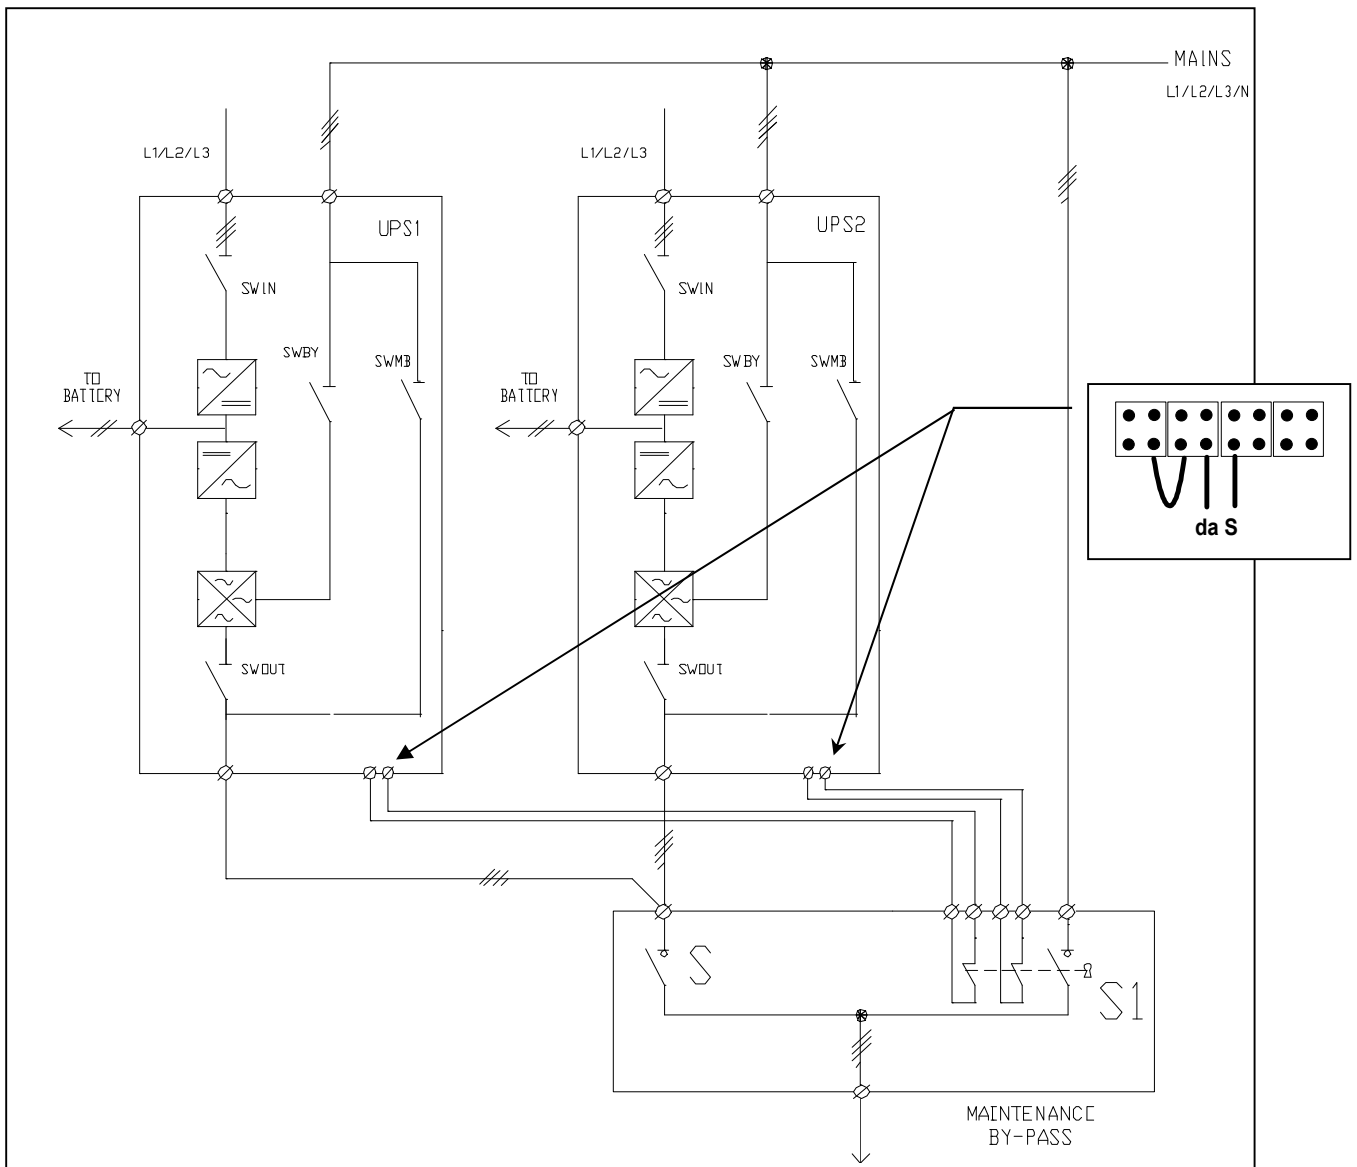 MAINS
L1/L2/L3/N
L1/L2/L3
L1/L2/L3
UPS1
UPS2
SWIN
SWIN
SWBY
SWMB
SWBY
SWMB
TO
BATTERY
TO
BATTERY
da S
SWOUT
SWOUT
S
S1
MAINTENANCE
BY-PASS